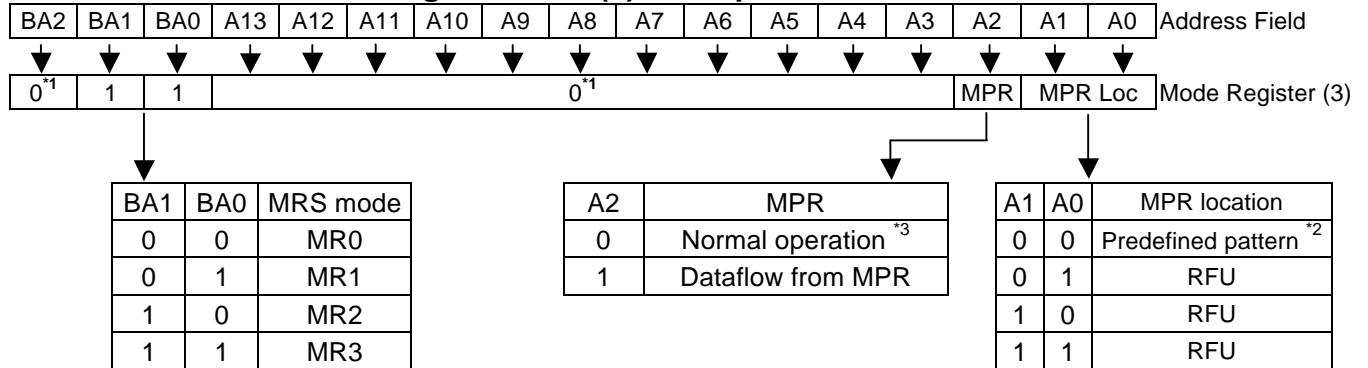 BA2 BA1 BA0 A13 A12 A11 A10 A9 A8 A7 A6 A5 A4 A3 A2 A1 A0 Address Field
0*1 1 1 0*1 MPR MPR Loc Mode Register (3)
BA1 BA0 MRS mode
0 0 MR0
0 1 MR1
1 0 MR2
1 1 MR3
A2 MPR
0 Normal operation *3
1 Dataflow from MPR
A1 A0 MPR location
0 0 Predefined pattern *2
0 1 RFU
1 0 RFU
1 1 RFU